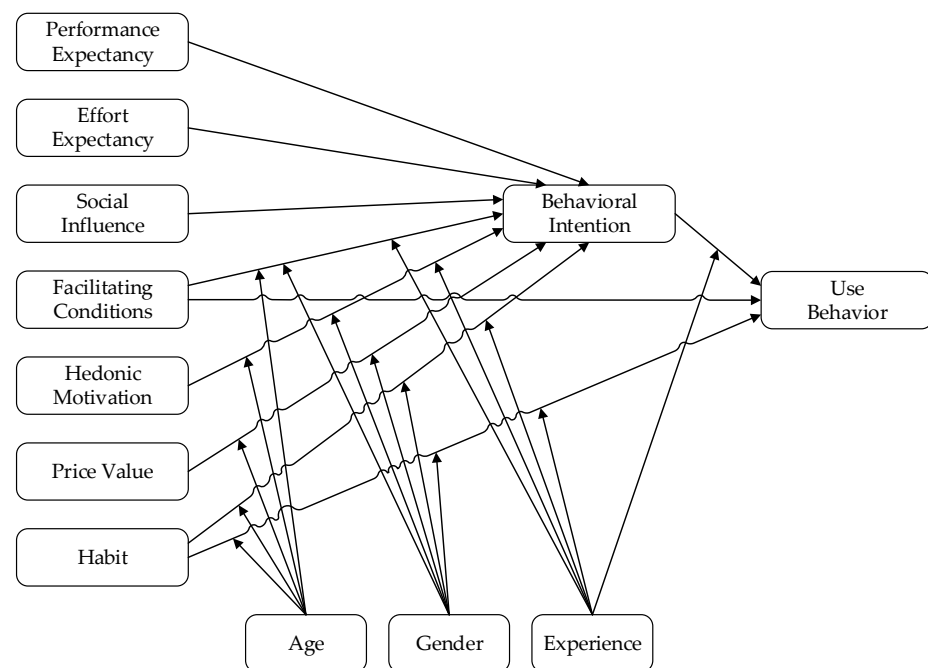 Performance
Expectancy
Effort
Expectancy
Social
Influence
Behavioral
Intention
Facilitating
Conditions
Use
Behavior
Hedonic
Motivation
Price Value
Habit
Age
Gender
Experience